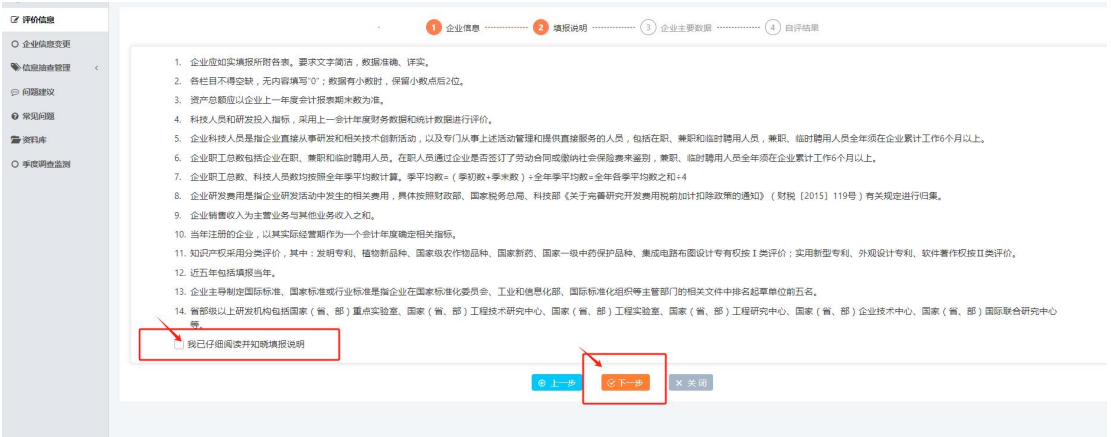 评价信息
企业信息变更
信息抽查管理
问题建议
常见问题
资料库
季度调查监测
1 企业信息 2 填报说明 3 企业主要数据 4 自评结果
1. 企业应如实填报所附各表。要求文字简洁，数据准确、详实。
2. 各栏目不得空缺，无内容填写"0"；数据有小数时，保留小数点后2位。
3. 资产总额应以企业上一年度会计报表期末数为准。
4. 科技人员和研发投入指标，采用上一会计年度财务数据和统计数据进行评价。
5. 企业科技人员是指企业直接从事研发和相关技术创新活动，以及专门从事上述活动管理和提供直接服务的人员，包括在职、兼职和临时聘用人员，兼职、临时聘用人员全年须在企业累计工作6个月以上。
6. 企业职工总数包括企业在职、兼职和临时聘用人员。在职人员通过企业是否签订了劳动合同或缴纳社会保险费来鉴别，兼职、临时聘用人员全年须在企业累计工作6个月以上。
7. 企业职工总数、科技人员数均按照全年季平均数计算。季平均数=（季初数+季末数）÷全年季平均数=全年各季平均数之和÷4
8. 企业研发费用是指企业研发活动中发生的相关费用，具体按照财政部、国家税务总局、科技部《关于完善研究开发费用税前加计扣除政策的通知》（财税［2015］119号）有关规定进行归集。
9. 企业销售收入为主营业务与其他业务收入之和。
10. 当年注册的企业，以其实际经营期作为一个会计年度确定相关指标。
11. 知识产权采用分类评价，其中：发明专利、植物新品种、国家级农作物品种、国家新药、国家一级中药保护品种、集成电路布图设计专有权按Ⅰ类评价；实用新型专利、外观设计专利、软件著作权按Ⅱ类评价。
12. 近五年包括填报当年。
13. 企业主导制定国际标准、国家标准或行业标准是指企业在国家标准化委员会、工业和信息化部、国际标准化组织等主管部门的相关文件中排名起草单位前五名。
14. 省部级以上研发机构包括国家（省、部）重点实验室、国家（省、部）工程技术研究中心、国家（省、部）工程实验室、国家（省、部）工程研究中心、国家（省、部）企业技术中心、国家（省、部）国际联合研究中心
等。
我已仔细阅读并知晓填报说明
上一步 下一步 关闭